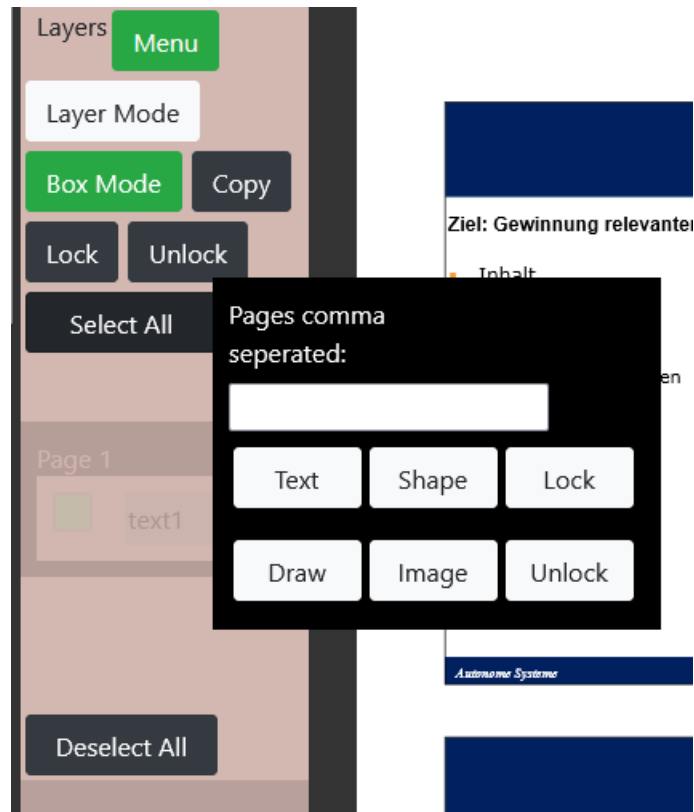 Layers
Menu
Layer Mode
Box Mode
Copy
Lock
Unlock
Select All
Pages comma
seperated:
Text
Shape
Lock
Draw
Image
Unlock
Page 1
text1
Deselect All
Ziel: Gewinnung relevanter
Inhalt
en
Autonome Systeme